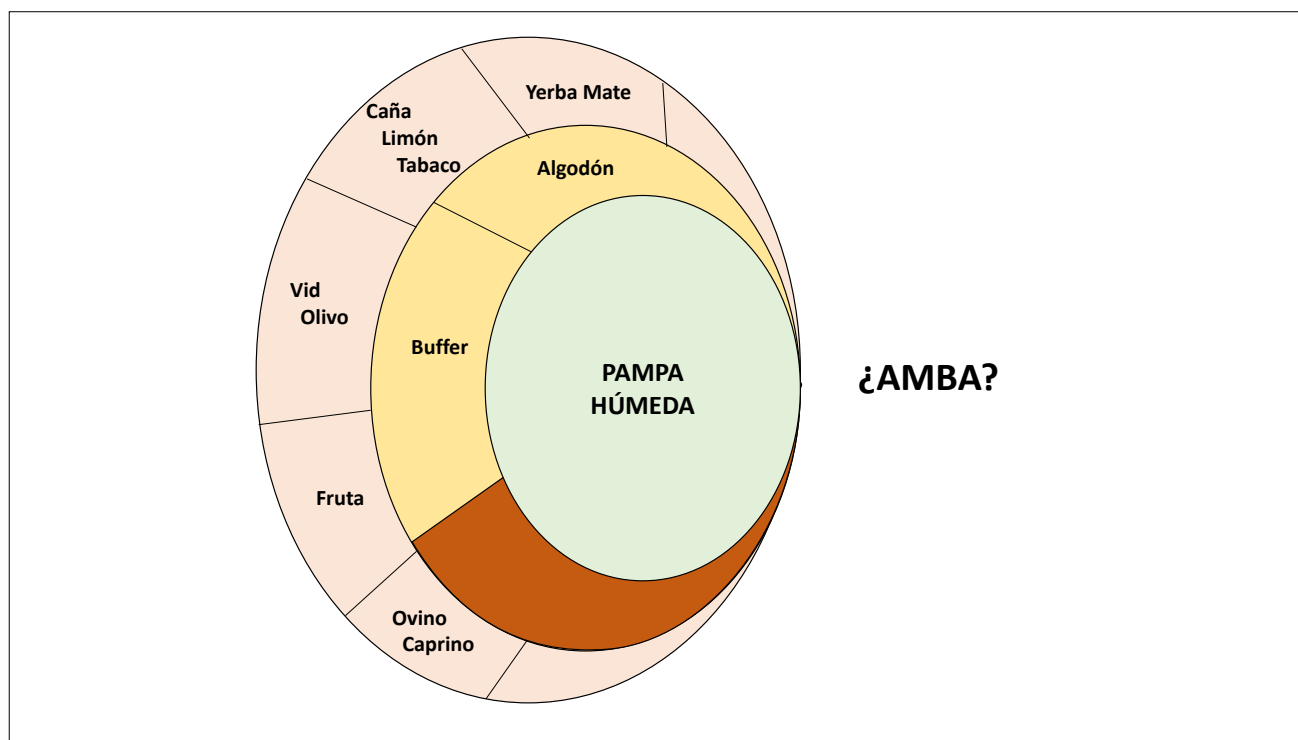 Yerba Mate
Caña
Limón
Tabaco
Algodón
Vid
Olivo
Buffer
PAMPA
HÚMEDA
¿AMBA?
Fruta
Ovino
Caprino